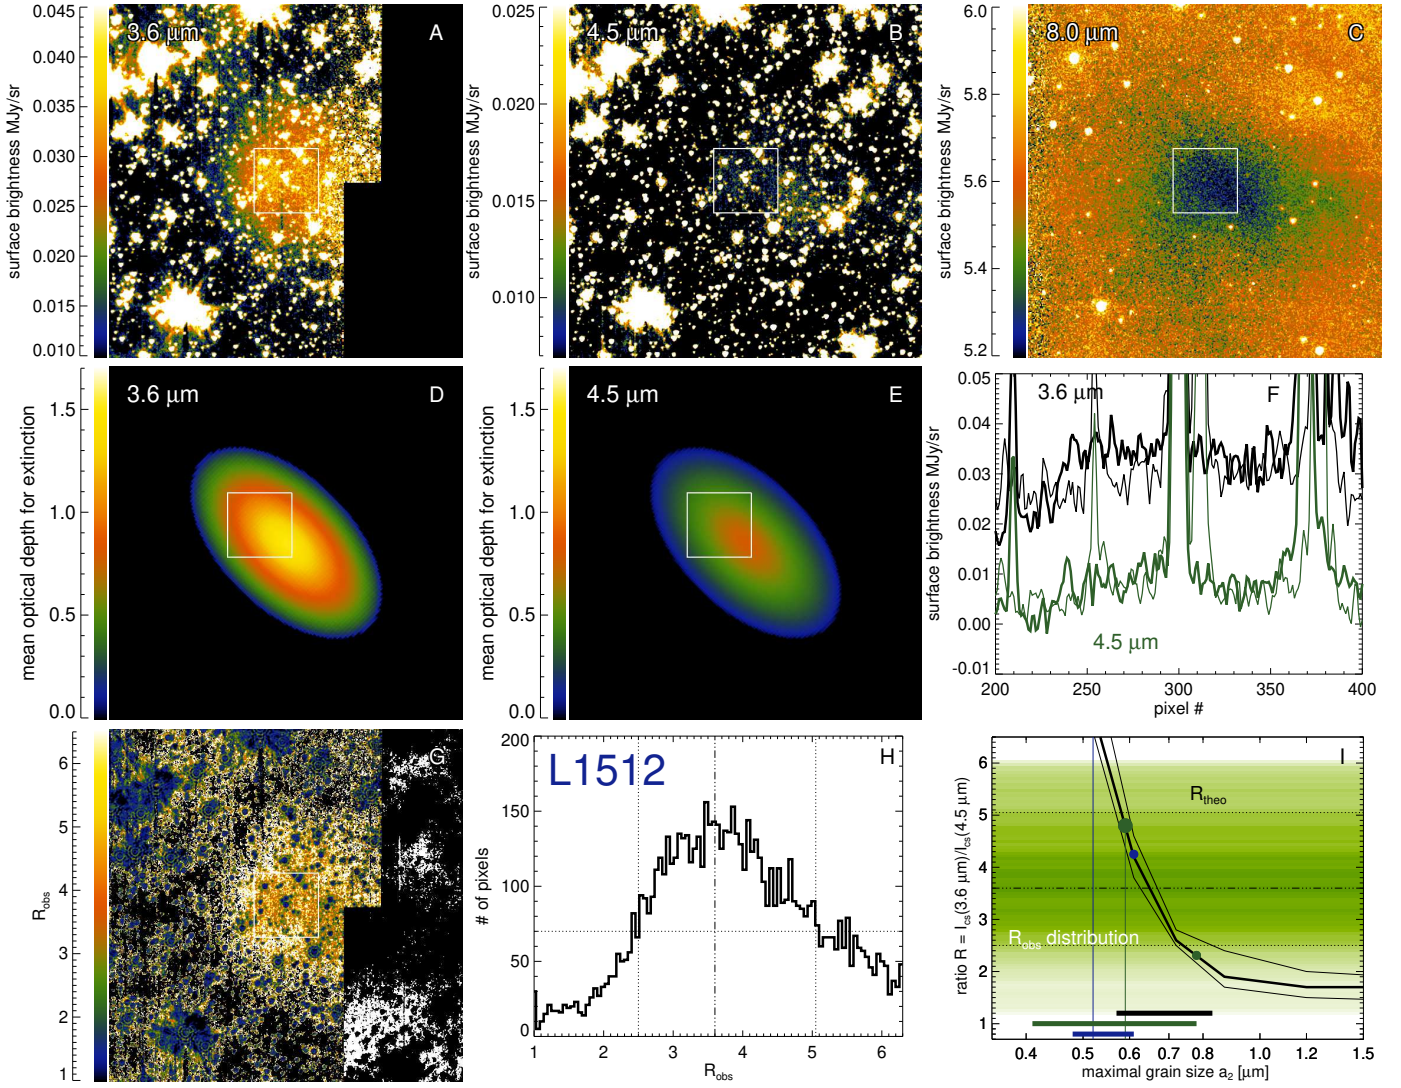 surface brightness MJy/sr
0.045
0.040
0.035
0.030
0.025
0.020
0.015
0.010
3.6 μm
A
surface brightness MJy/sr
0.025
0.020
0.015
0.010
4.5 μm
B
surface brightness MJy/sr
6.0
5.8
5.6
5.4
5.2
8.0 μm
C
mean optical depth for extinction
1.5
1.0
0.5
0.0
3.6 μm
D
mean optical depth for extinction
1.5
1.0
0.5
0.0
4.5 μm
E
surface brightness MJy/sr
0.05
0.04
0.03
0.02
0.01
0.00
-0.01
3.6 μm
F
4.5 μm
200 250 300 350 400
pixel #
R_obs
6
5
4
3
2
1
G
# of pixels
200
150
100
50
0
L1512
H
1 2 3 4 5 6
R_obs
ratio R = I_cs(3.6 μm)/I_cs(4.5 μm)
6
5
4
3
2
1
I
R_theo
R_obs distribution
0.4 0.5 0.6 0.7 0.8 1.0 1.2 1.5
maximal grain size a_2 [μm]